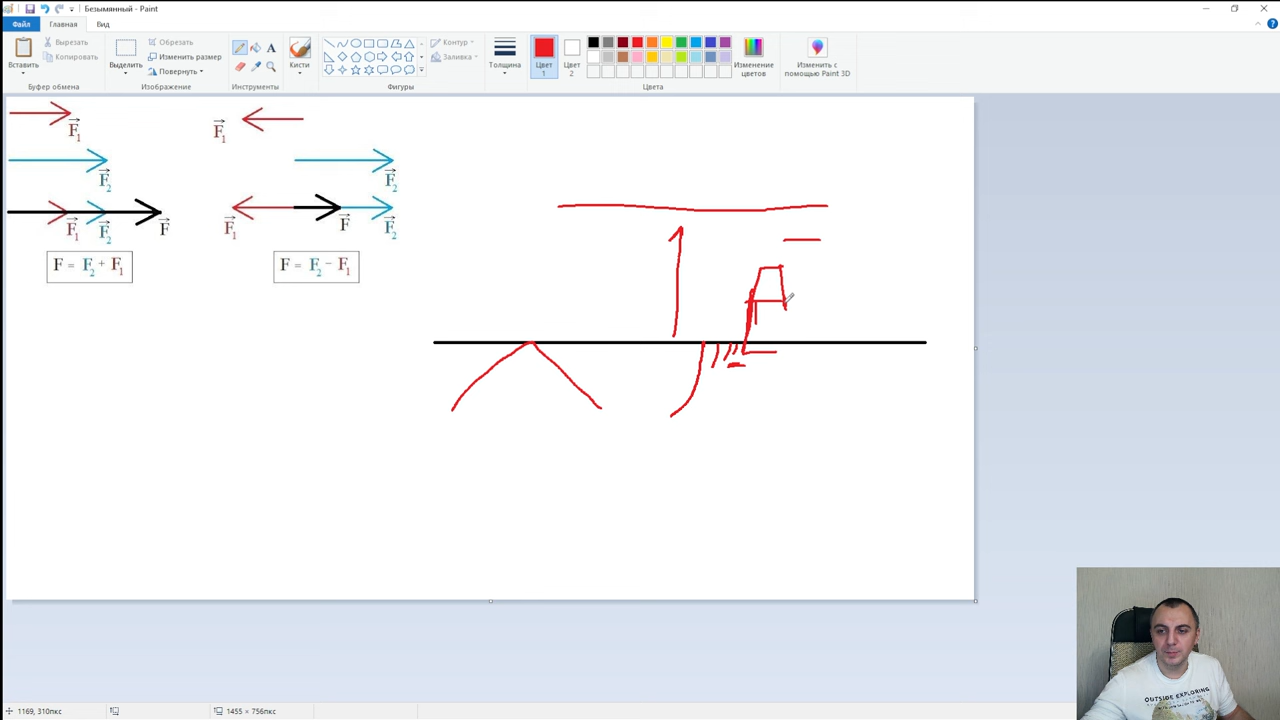 Безымянный - Paint
Файл Главная Вид
Вставить
Вырезать
Копировать
Буфер обмена
Выделить
Обрезать
Изменить размер
Повернуть
Изображение
A
Инструменты
Кисти
Контур
Заливка
Фигуры
Толщина
Цвет 1
Цвет 2
Изменение цветов
Цвета
Изменить с помощью Paint 3D
F1
F2
F1 F2 F
F = F2 + F1
F1
F2
F1 F F2
F = F2 - F1
A
OUTSIDE EXPLORING
1169, 310пкс
1455 × 756пкс